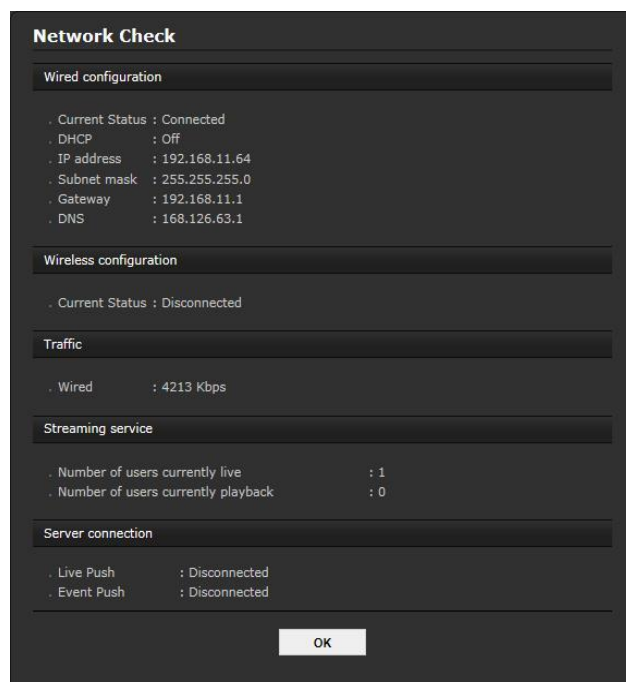 Network Check
Wired configuration
. Current Status : Connected
. DHCP : Off
. IP address : 192.168.11.64
. Subnet mask : 255.255.255.0
. Gateway : 192.168.11.1
. DNS : 168.126.63.1
Wireless configuration
. Current Status : Disconnected
Traffic
. Wired : 4213 Kbps
Streaming service
. Number of users currently live : 1
. Number of users currently playback : 0
Server connection
. Live Push : Disconnected
. Event Push : Disconnected
OK